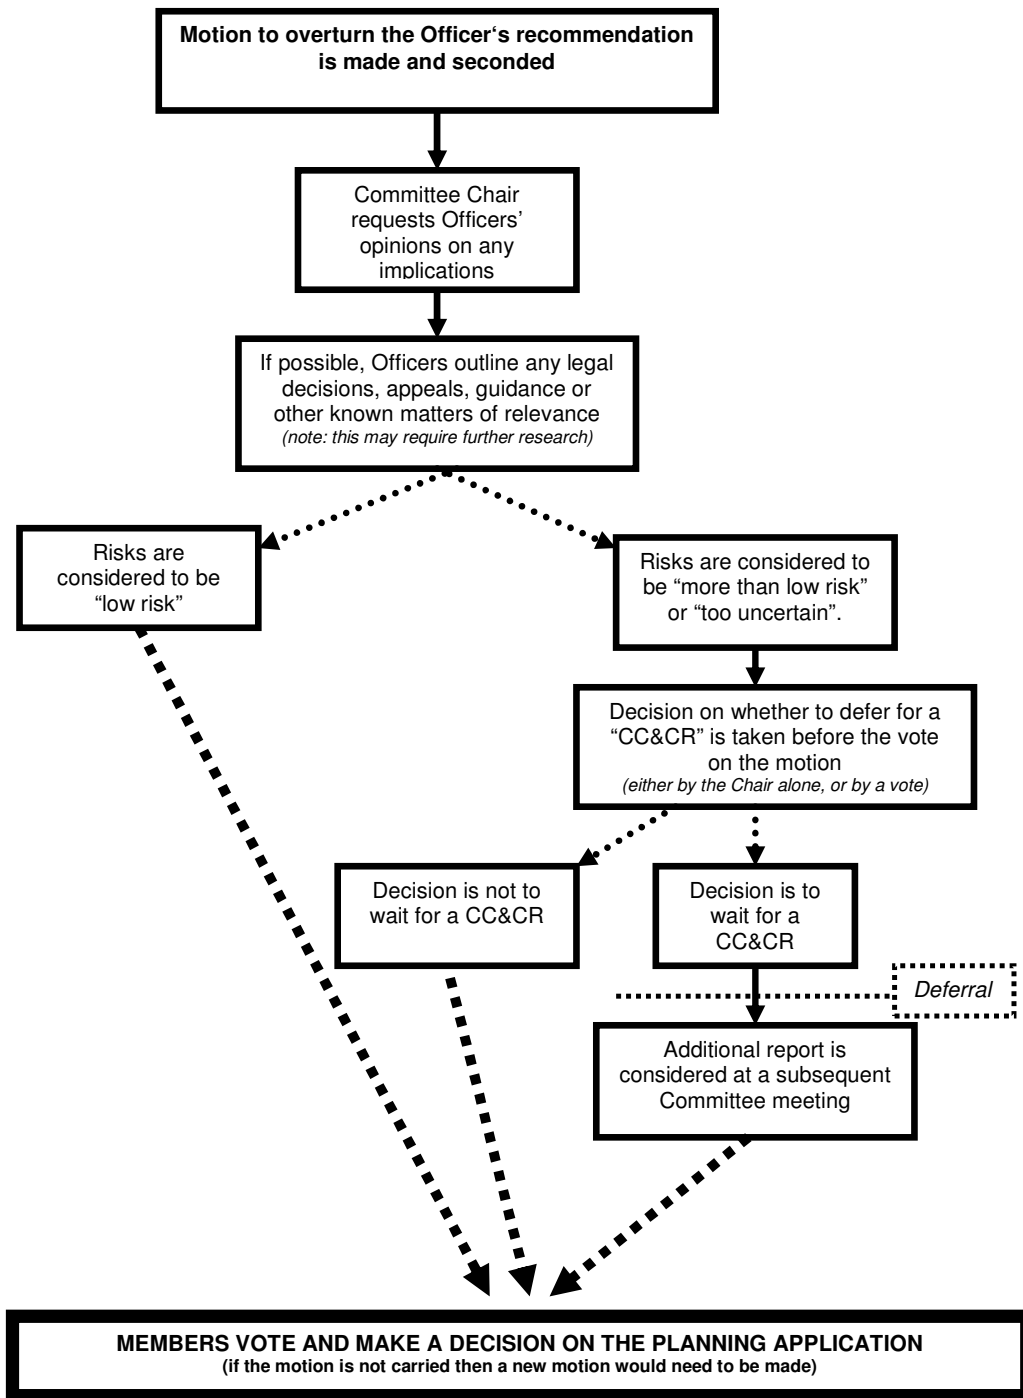 Motion to overturn the Officer‘s recommendation
is made and seconded
Committee Chair
requests Officers’
opinions on any
implications
If possible, Officers outline any legal
decisions, appeals, guidance or
other known matters of relevance
(note: this may require further research)
Risks are
considered to be
“low risk”
Risks are considered to
be “more than low risk”
or “too uncertain”.
Decision on whether to defer for a
“CC&CR” is taken before the vote
on the motion
(either by the Chair alone, or by a vote)
Decision is not to
wait for a CC&CR
Decision is to
wait for a
CC&CR
Deferral
Additional report is
considered at a subsequent
Committee meeting
MEMBERS VOTE AND MAKE A DECISION ON THE PLANNING APPLICATION
(if the motion is not carried then a new motion would need to be made)